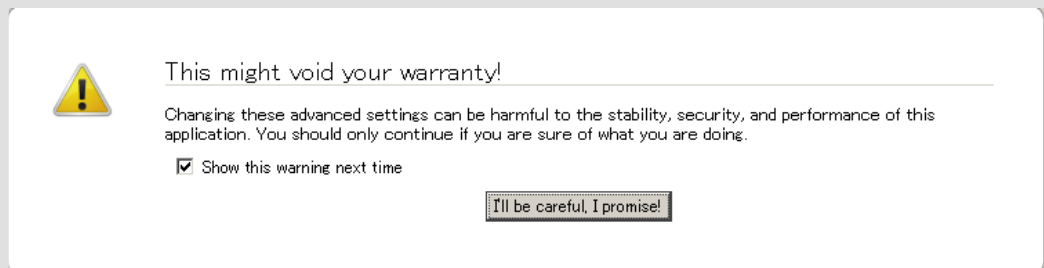 This might void your warranty!
Changing these advanced settings can be harmful to the stability, security, and performance of this
application. You should only continue if you are sure of what you are doing.
Show this warning next time
I'll be careful, I promise!